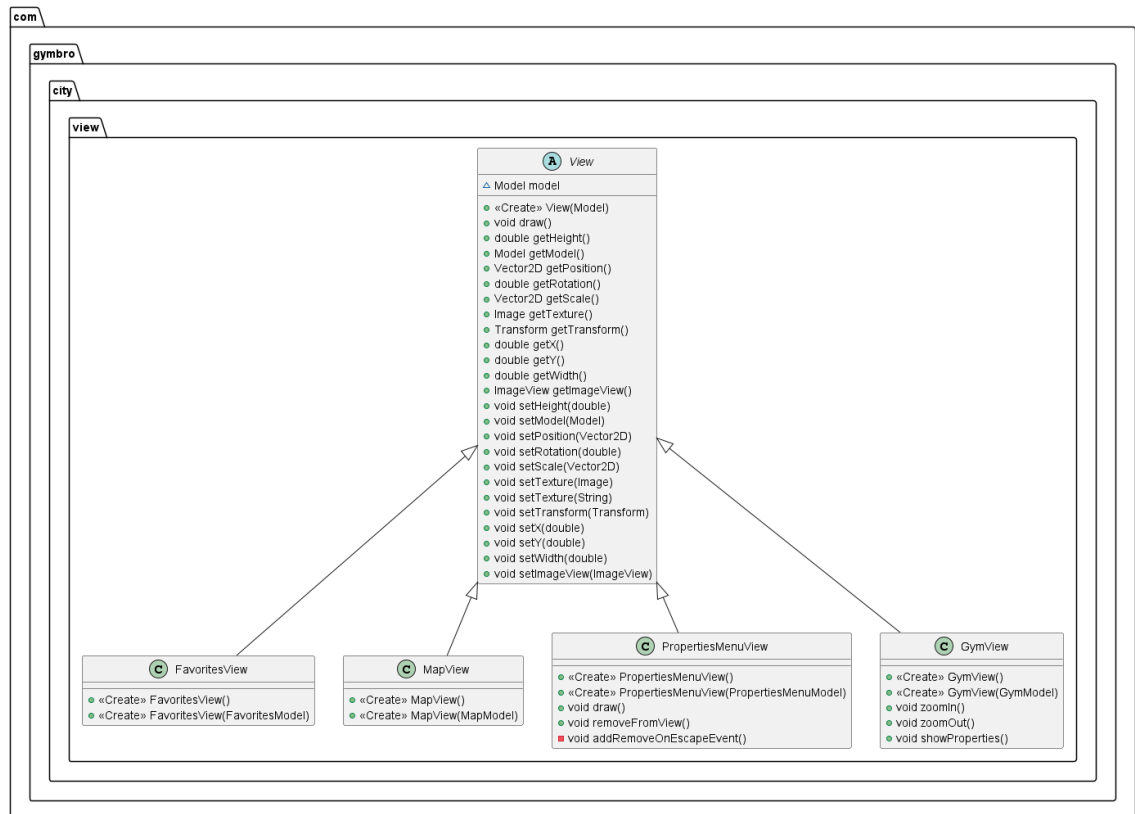 com
gymbro
city
view
A View
Model model
«Create» View(Model)
void draw()
double getHeight()
Model getModel()
Vector2D getPosition()
double getRotation()
Vector2D getScale()
Image getTexture()
Transform getTransform()
double getX()
double getY()
double getWidth()
ImageView getImageView()
void setHeight(double)
void setModel(Model)
void setPosition(Vector2D)
void setRotation(double)
void setScale(Vector2D)
void setTexture(Image)
void setTexture(String)
void setTransform(Transform)
void setX(double)
void setY(double)
void setWidth(double)
void setImageView(ImageView)
C FavoritesView
«Create» FavoritesView()
«Create» FavoritesView(FavoritesModel)
C MapView
«Create» MapView()
«Create» MapView(MapModel)
C PropertiesMenuView
«Create» PropertiesMenuView()
«Create» PropertiesMenuView(PropertiesMenuModel)
void draw()
void removeFromView()
void addRemoveOnEscapeEvent()
C GymView
«Create» GymView()
«Create» GymView(GymModel)
void zoomIn()
void zoomOut()
void showProperties()